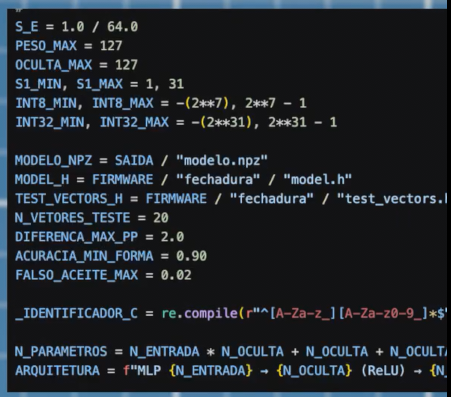 S_E = 1.0 / 64.0
PESO_MAX = 127
OCULTA_MAX = 127
S1_MIN, S1_MAX = 1, 31
INT8_MIN, INT8_MAX = -(2**7), 2**7 - 1
INT32_MIN, INT32_MAX = -(2**31), 2**31 - 1
MODELO_NPZ = SAIDA / "modelo.npz"
MODEL_H = FIRMWARE / "fechadura" / "model.h"
TEST_VECTORS_H = FIRMWARE / "fechadura" / "test_vectors.
N_VETORES_TESTE = 20
DIFERENCA_MAX_PP = 2.0
ACURACIA_MIN_FORMA = 0.90
FALSO_ACEITE_MAX = 0.02
_IDENTIFICADOR_C = re.compile(r"^[A-Za-z_][A-Za-z0-9_]*$"
N_PARAMETROS = N_ENTRADA * N_OCULTA + N_OCULTA + N_OCULTA
ARQUITETURA = f"MLP {N_ENTRADA} → {N_OCULTA} (ReLU) → {N_